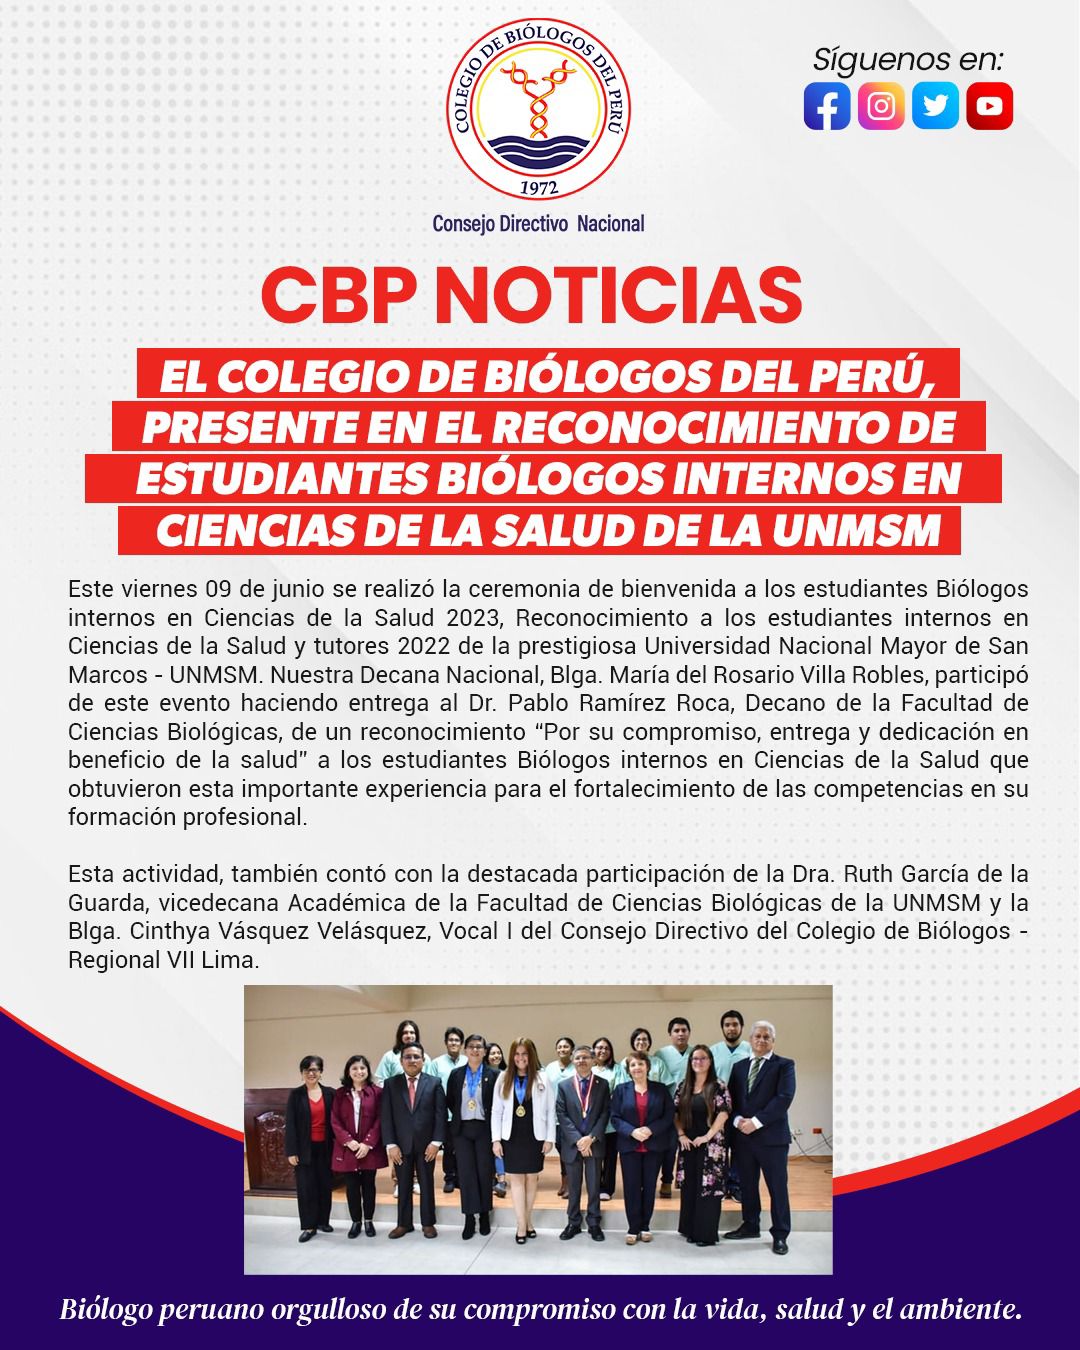 COLEGIO DE BIÓLOGOS DEL PERÚ
1972
Consejo Directivo Nacional
Síguenos en:
CBP NOTICIAS
EL COLEGIO DE BIÓLOGOS DEL PERÚ,
PRESENTE EN EL RECONOCIMIENTO DE
ESTUDIANTES BIÓLOGOS INTERNOS EN
CIENCIAS DE LA SALUD DE LA UNMSM
Este viernes 09 de junio se realizó la ceremonia de bienvenida a los estudiantes Biólogos
internos en Ciencias de la Salud 2023, Reconocimiento a los estudiantes internos en
Ciencias de la Salud y tutores 2022 de la prestigiosa Universidad Nacional Mayor de San
Marcos - UNMSM. Nuestra Decana Nacional, Blga. María del Rosario Villa Robles, participó
de este evento haciendo entrega al Dr. Pablo Ramírez Roca, Decano de la Facultad de
Ciencias Biológicas, de un reconocimiento “Por su compromiso, entrega y dedicación en
beneficio de la salud” a los estudiantes Biólogos internos en Ciencias de la Salud que
obtuvieron esta importante experiencia para el fortalecimiento de las competencias en su
formación profesional.
Esta actividad, también contó con la destacada participación de la Dra. Ruth García de la
Guarda, vicedecana Académica de la Facultad de Ciencias Biológicas de la UNMSM y la
Blga. Cinthya Vásquez Velásquez, Vocal I del Consejo Directivo del Colegio de Biólogos -
Regional VII Lima.
Biólogo peruano orgulloso de su compromiso con la vida, salud y el ambiente.